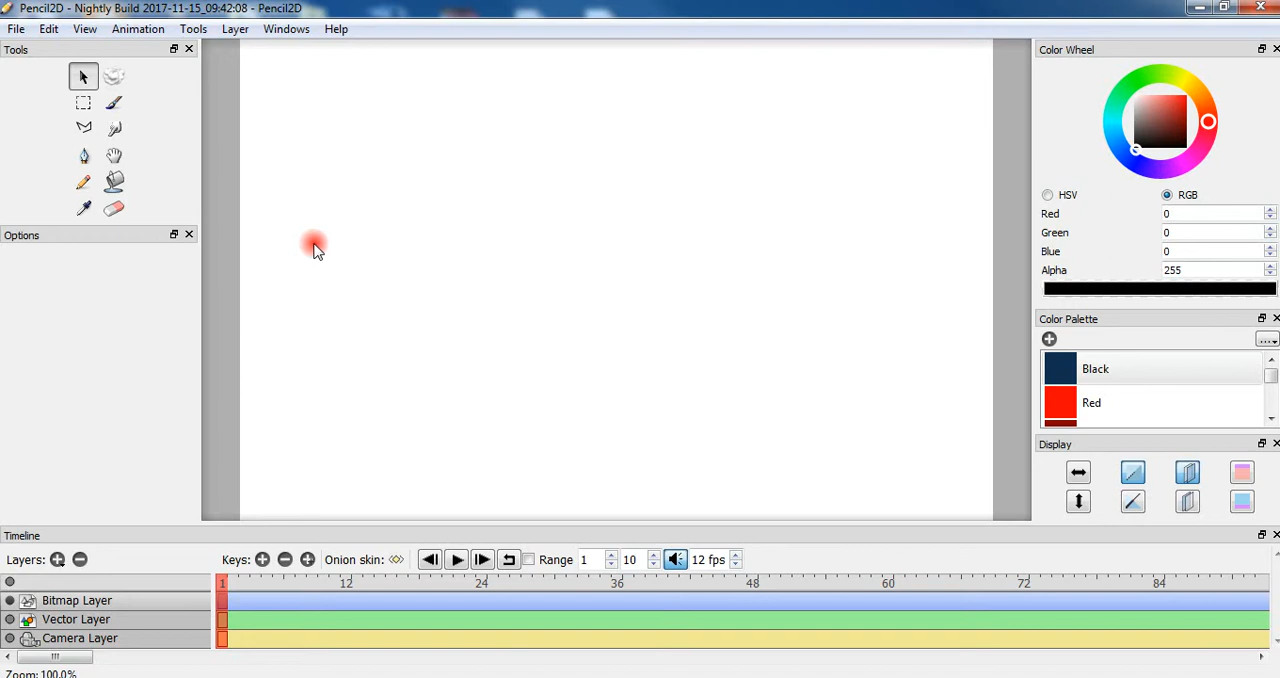 Pencil2D - Nightly Build 2017-11-15_09:42:08 - Pencil2D
File Edit View Animation Tools Layer Windows Help
Tools
Options
Color Wheel
HSV RGB
Red 0
Green 0
Blue 0
Alpha 255
Color Palette
...
Black
Red
Display
Timeline
Layers: Keys: Onion skin: Range 1 10 12 fps
1 12 24 36 48 60 72 84
Bitmap Layer
Vector Layer
Camera Layer
Zoom: 100.0%